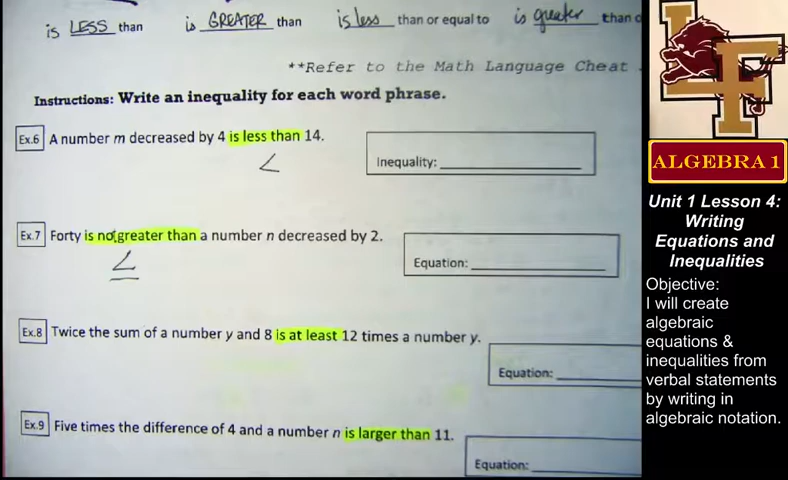 is LESS than is GREATER than is less than or equal to is greater than
**Refer to the Math Language Cheat
Instructions: Write an inequality for each word phrase.
Ex.6 A number m decreased by 4 is less than 14.
<
Inequality: ____________
Ex.7 Forty is not greater than a number n decreased by 2.
≤
Equation: ____________
Ex.8 Twice the sum of a number y and 8 is at least 12 times a number y.
Equation: ____________
Ex.9 Five times the difference of 4 and a number n is larger than 11.
Equation: ____________
LF
ALGEBRA 1
Unit 1 Lesson 4:
Writing
Equations and
Inequalities
Objective:
I will create
algebraic
equations &
inequalities from
verbal statements
by writing in
algebraic notation.